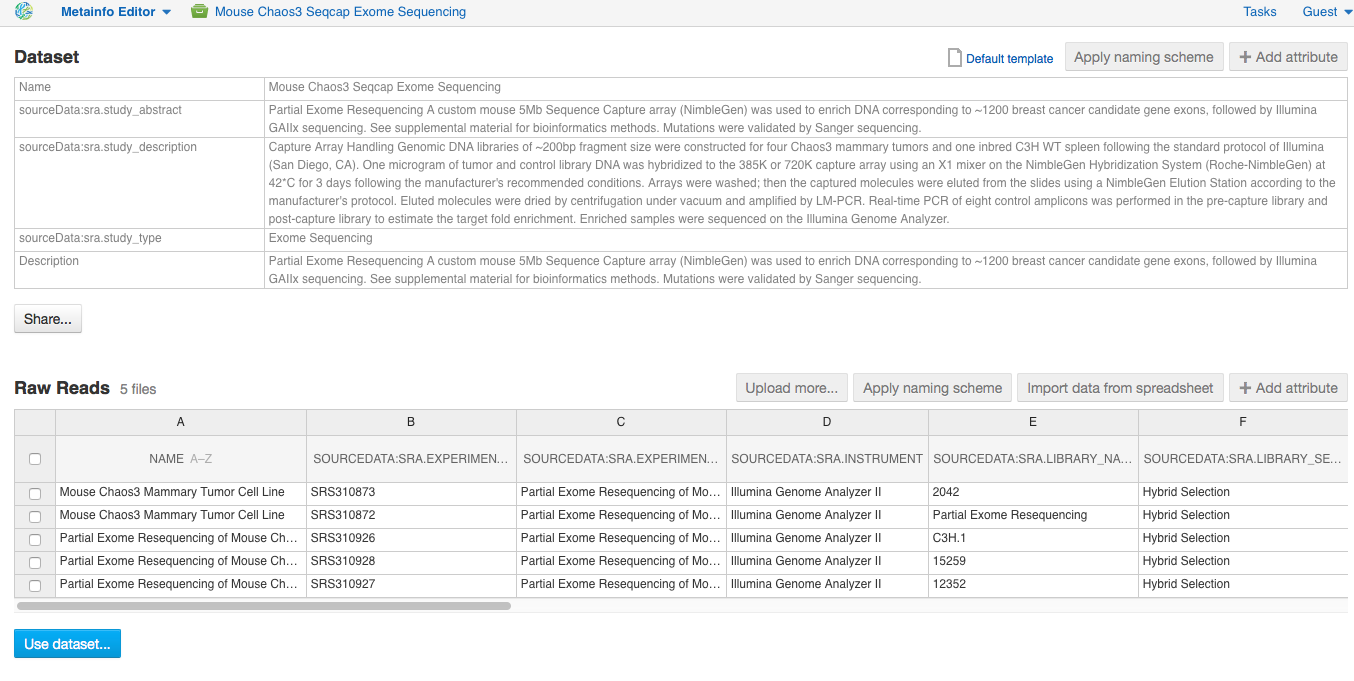 Metainfo Editor Mouse Chaos3 Seqcap Exome Sequencing Tasks Guest
Dataset Default template Apply naming scheme + Add attribute
Name Mouse Chaos3 Seqcap Exome Sequencing
sourceData:sra.study_abstract Partial Exome Resequencing A custom mouse 5Mb Sequence Capture array (NimbleGen) was used to enrich DNA corresponding to ~1200 breast cancer candidate gene exons, followed by Illumina
GAIIx sequencing. See supplemental material for bioinformatics methods. Mutations were validated by Sanger sequencing.
sourceData:sra.study_description Capture Array Handling Genomic DNA libraries of ~200bp fragment size were constructed for four Chaos3 mammary tumors and one inbred C3H WT spleen following the standard protocol of Illumina
(San Diego, CA). One microgram of tumor and control library DNA was hybridized to the 385K or 720K capture array using an X1 mixer on the NimbleGen Hybridization System (Roche-NimbleGen) at
42*C for 3 days following the manufacturer's recommended conditions. Arrays were washed; then the captured molecules were eluted from the slides using a NimbleGen Elution Station according to the
manufacturer's protocol. Eluted molecules were dried by centrifugation under vacuum and amplified by LM-PCR. Real-time PCR of eight control amplicons was performed in the pre-capture library and
post-capture library to estimate the target fold enrichment. Enriched samples were sequenced on the Illumina Genome Analyzer.
sourceData:sra.study_type Exome Sequencing
Description Partial Exome Resequencing A custom mouse 5Mb Sequence Capture array (NimbleGen) was used to enrich DNA corresponding to ~1200 breast cancer candidate gene exons, followed by Illumina
GAIIx sequencing. See supplemental material for bioinformatics methods. Mutations were validated by Sanger sequencing.
Share...
Raw Reads 5 files Upload more... Apply naming scheme Import data from spreadsheet + Add attribute
A B C D E F
NAME A–Z SOURCEDATA:SRA.EXPERIMEN... SOURCEDATA:SRA.EXPERIMEN... SOURCEDATA:SRA.INSTRUMENT SOURCEDATA:SRA.LIBRARY_NA... SOURCEDATA:SRA.LIBRARY_SE...
Mouse Chaos3 Mammary Tumor Cell Line SRS310873 Partial Exome Resequencing of Mo... Illumina Genome Analyzer II 2042 Hybrid Selection
Mouse Chaos3 Mammary Tumor Cell Line SRS310872 Partial Exome Resequencing of Mo... Illumina Genome Analyzer II Partial Exome Resequencing Hybrid Selection
Partial Exome Resequencing of Mouse Ch... SRS310926 Partial Exome Resequencing of Mo... Illumina Genome Analyzer II C3H.1 Hybrid Selection
Partial Exome Resequencing of Mouse Ch... SRS310928 Partial Exome Resequencing of Mo... Illumina Genome Analyzer II 15259 Hybrid Selection
Partial Exome Resequencing of Mouse Ch... SRS310927 Partial Exome Resequencing of Mo... Illumina Genome Analyzer II 12352 Hybrid Selection
Use dataset...